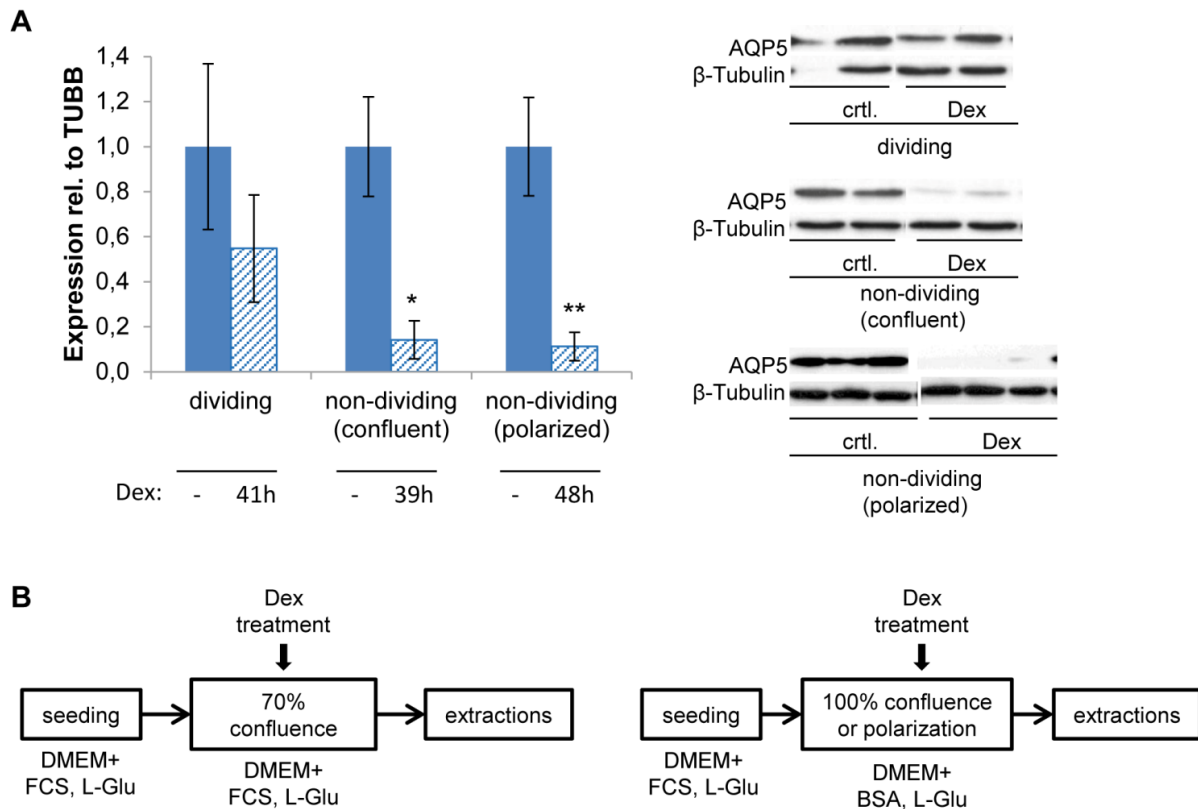 A
Expression rel. to TUBB
1,4
1,2
1,0
0,8
0,6
0,4
0,2
0,0
*
**
dividing
non-dividing
(confluent)
non-dividing
(polarized)
Dex: - 41h - 39h - 48h
AQP5
β-Tubulin
crtl. Dex
dividing
AQP5
β-Tubulin
crtl. Dex
non-dividing
(confluent)
AQP5
β-Tubulin
crtl. Dex
non-dividing
(polarized)
B
Dex
treatment
seeding
70%
confluence
extractions
DMEM+
FCS, L-Glu
DMEM+
FCS, L-Glu
Dex
treatment
seeding
100% confluence
or polarization
extractions
DMEM+
FCS, L-Glu
DMEM+
BSA, L-Glu